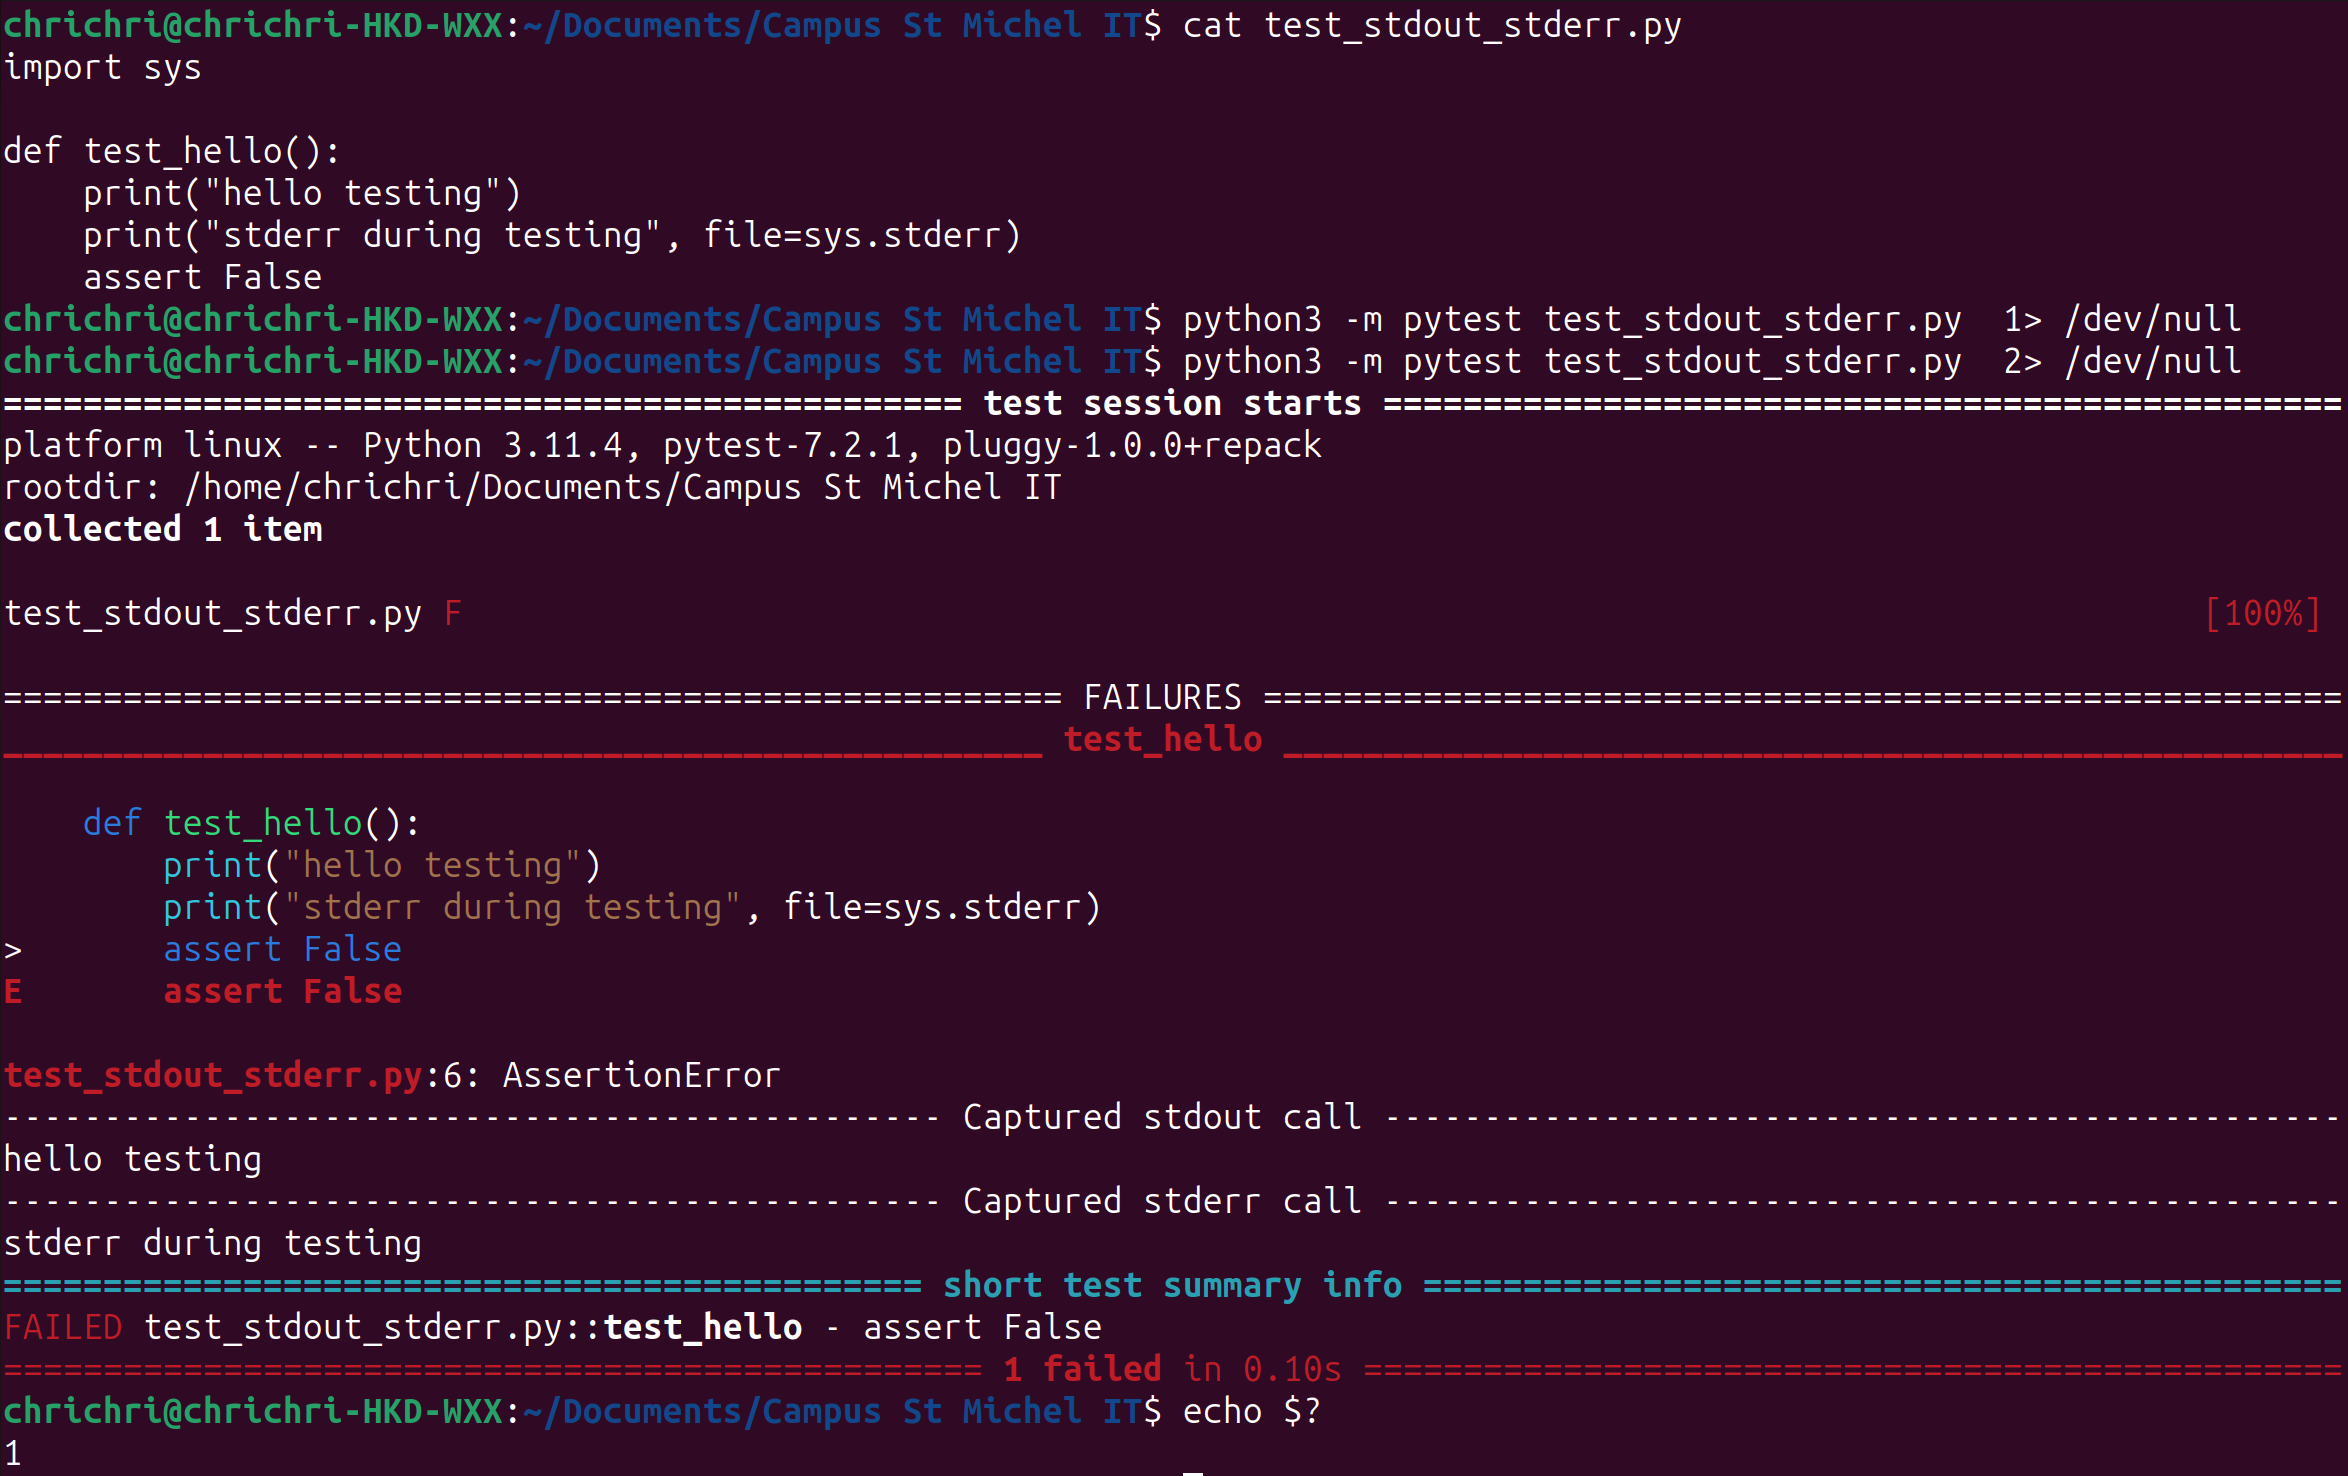 chrichri@chrichri-HKD-WXX:~/Documents/Campus St Michel IT$ cat test_stdout_stderr.py
import sys

def test_hello():
    print("hello testing")
    print("stderr during testing", file=sys.stderr)
    assert False
chrichri@chrichri-HKD-WXX:~/Documents/Campus St Michel IT$ python3 -m pytest test_stdout_stderr.py  1> /dev/null
chrichri@chrichri-HKD-WXX:~/Documents/Campus St Michel IT$ python3 -m pytest test_stdout_stderr.py  2> /dev/null
================================================ test session starts ================================================
platform linux -- Python 3.11.4, pytest-7.2.1, pluggy-1.0.0+repack
rootdir: /home/chrichri/Documents/Campus St Michel IT
collected 1 item

test_stdout_stderr.py F                                                                                       [100%]

===================================================== FAILURES ======================================================
____________________________________________________ test_hello _____________________________________________________

    def test_hello():
        print("hello testing")
        print("stderr during testing", file=sys.stderr)
>       assert False
E       assert False

test_stdout_stderr.py:6: AssertionError
----------------------------------------------- Captured stdout call ------------------------------------------------
hello testing
----------------------------------------------- Captured stderr call ------------------------------------------------
stderr during testing
============================================== short test summary info ==============================================
FAILED test_stdout_stderr.py::test_hello - assert False
================================================= 1 failed in 0.10s =================================================
chrichri@chrichri-HKD-WXX:~/Documents/Campus St Michel IT$ echo $?
1